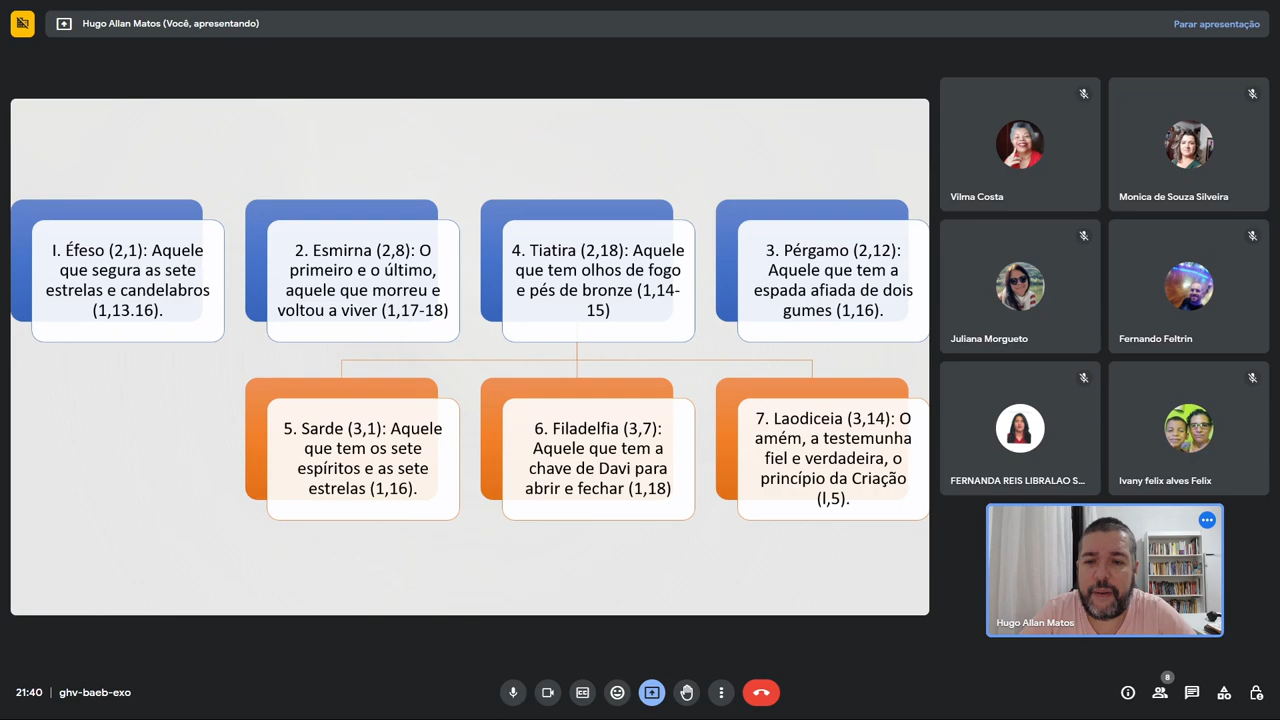 Hugo Allan Matos (Você, apresentando)
Parar apresentação
I. Éfeso (2,1): Aquele
que segura as sete
estrelas e candelabros
(1,13.16).
2. Esmirna (2,8): O
primeiro e o último,
aquele que morreu e
voltou a viver (1,17-18)
4. Tiatira (2,18): Aquele
que tem olhos de fogo
e pés de bronze (1,14-
15)
3. Pérgamo (2,12):
Aquele que tem a
espada afiada de dois
gumes (1,16).
5. Sarde (3,1): Aquele
que tem os sete
espíritos e as sete
estrelas (1,16).
6. Filadelfia (3,7):
Aquele que tem a
chave de Davi para
abrir e fechar (1,18)
7. Laodiceia (3,14): O
amém, a testemunha
fiel e verdadeira, o
princípio da Criação
(l,5).
Vilma Costa
Monica de Souza Silveira
Juliana Morgueto
Fernando Feltrin
FERNANDA REIS LIBRALAO S...
Ivany felix alves Felix
Hugo Allan Matos
21:40 | ghv-baeb-exo
8